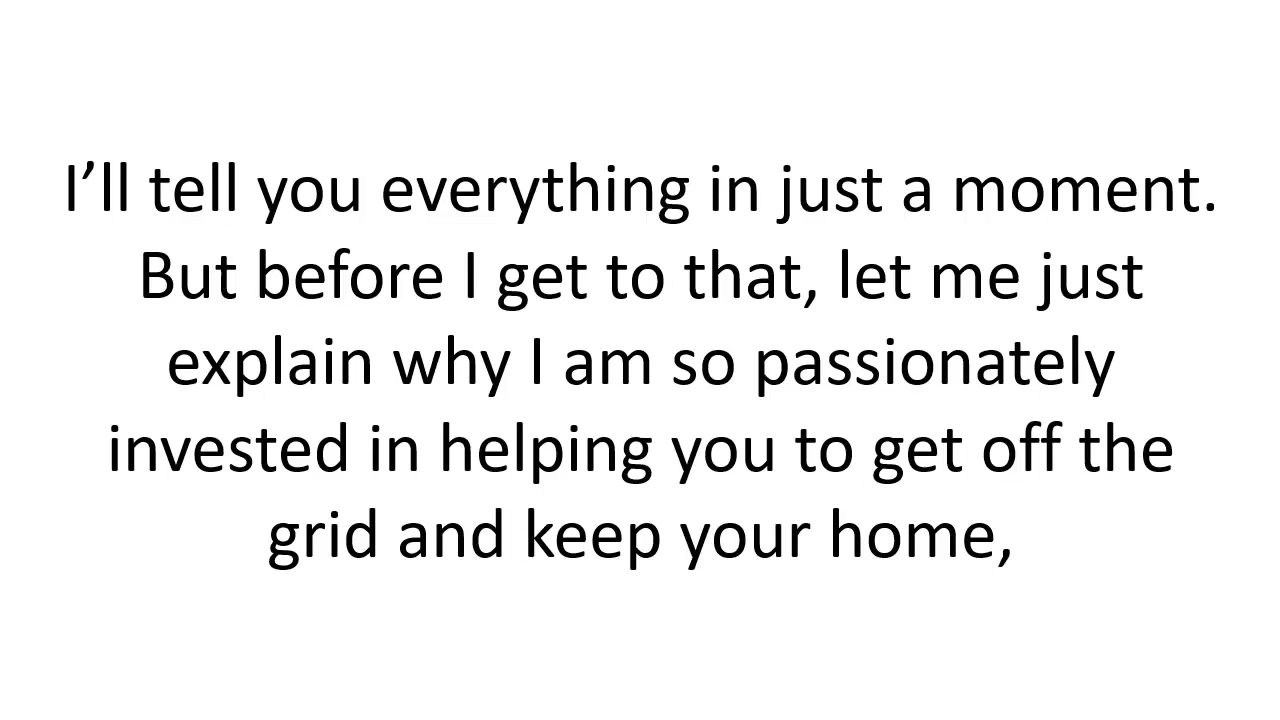 I’ll tell you everything in just a moment.
But before I get to that, let me just
explain why I am so passionately
invested in helping you to get off the
grid and keep your home,